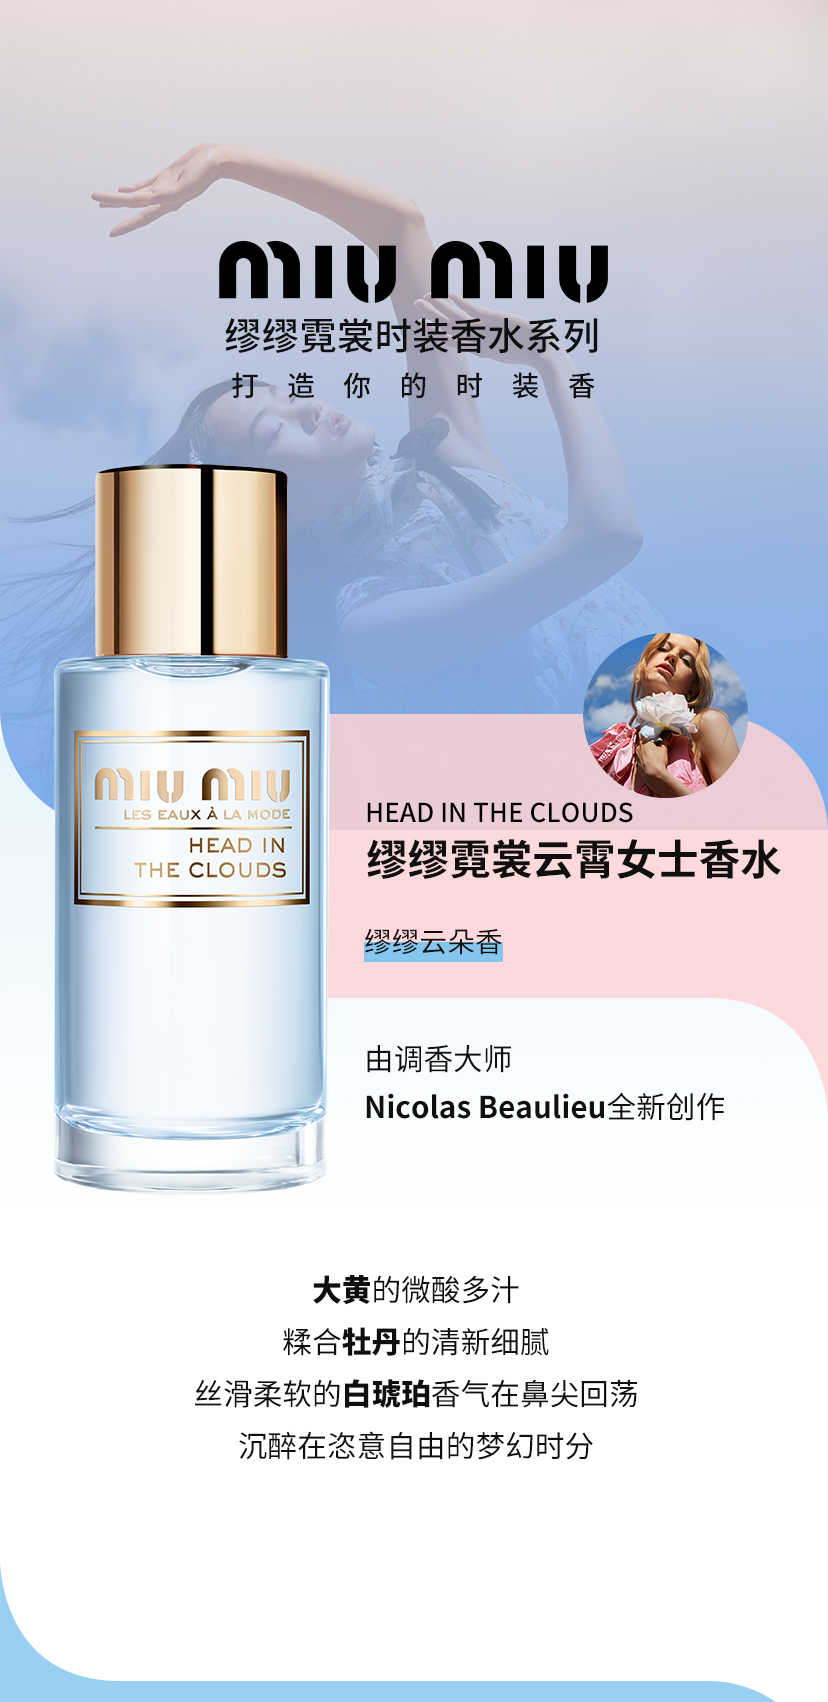 MIU MIU
缪缪霓裳时装香水系列
打造你的时装香
MIU MIU
LES EAUX À LA MODE
HEAD IN
THE CLOUDS
HEAD IN THE CLOUDS
缪缪霓裳云霄女士香水
缪缪云朵香
由调香大师
Nicolas Beaulieu全新创作
大黄的微酸多汁
糅合牡丹的清新细腻
丝滑柔软的白琥珀香气在鼻尖回荡
沉醉在恣意自由的梦幻时分